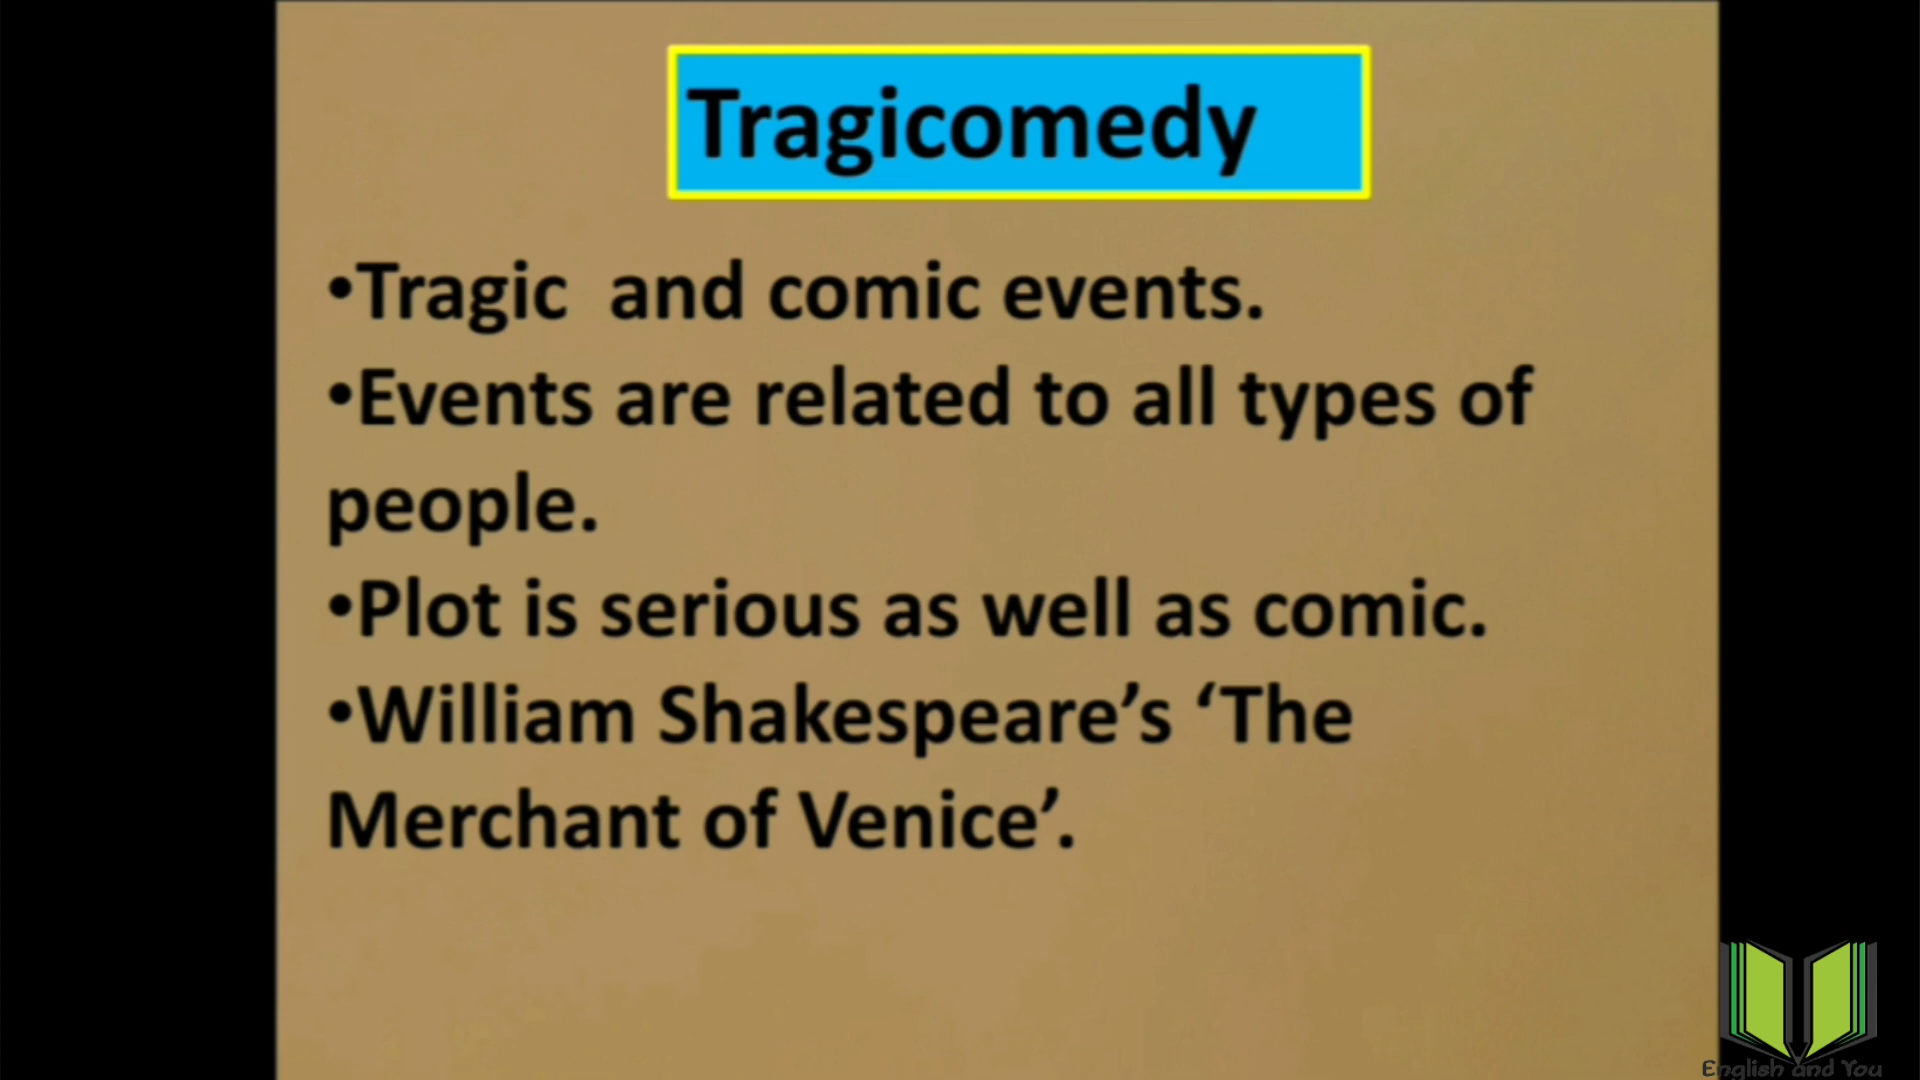 Tragicomedy
•Tragic  and comic events.
•Events are related to all types of
people.
•Plot is serious as well as comic.
•William Shakespeare’s ‘The
Merchant of Venice’.
English and You